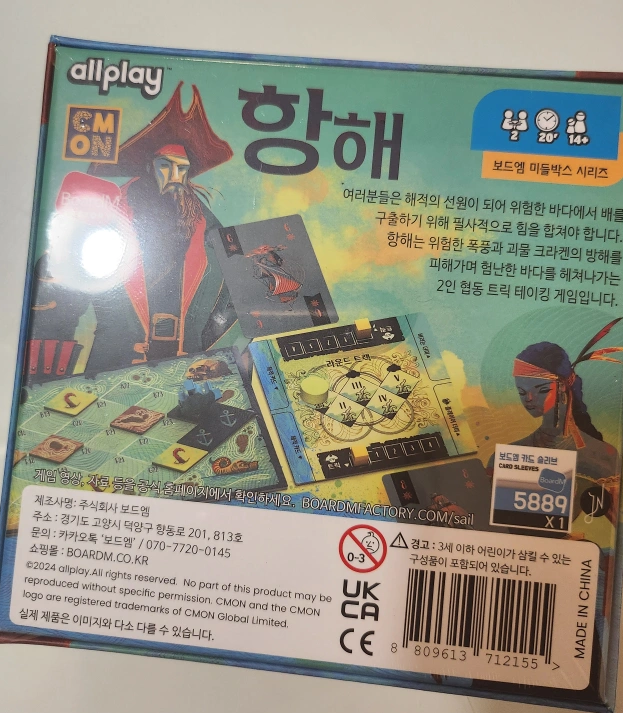 allplay
CM
ON
항해
2
20'
14+
보드엠 미들박스 시리즈
여러분들은 해적의 선원이 되어 위험한 바다에서 배를
구출하기 위해 필사적으로 힘을 합쳐야 합니다.
항해는 위험한 폭풍과 괴물 크라켄의 방해를
피해가며 험난한 바다를 헤쳐나가는
2인 협동 트릭 테이킹 게임입니다.
라운드 트랙
II
III
IV
V
트릭
게임 영상, 자료 등을 공식 홈페이지에서 확인하세요. BOARDMFACTORY.COM/sail
보드엠 카드 슬리브
CARD SLEEVES
BoardM
5889
X1
제조사명: 주식회사 보드엠
주소 : 경기도 고양시 덕양구 향동로 201, 813호
문의 : 카카오톡 '보드엠' / 070-7720-0145
쇼핑몰 : BOARDM.CO.KR
©2024 allplay.All rights reserved. No part of this product may be
reproduced without specific permission. CMON and the CMON
logo are registered trademarks of CMON Global Limited.
실제 제품은 이미지와 다소 다를 수 있습니다.
0-3
경고 : 3세 이하 어린이가 삼킬 수 있는
구성품이 포함되어 있습니다.
UK
CA
CE
8 809613 712155 >
MADE IN CHINA